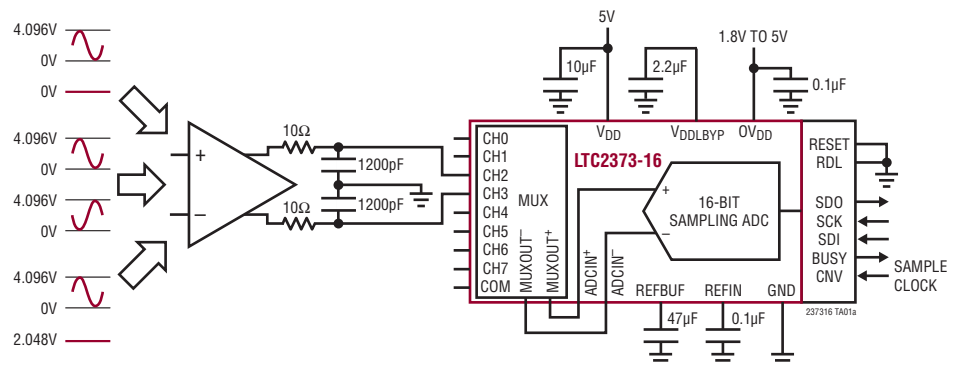 4.096V
0V
0V
4.096V
0V
4.096V
0V
4.096V
0V
2.048V
+
–
10Ω
10Ω
1200pF
1200pF
5V
10µF
2.2µF
1.8V TO 5V
0.1µF
VDD
VDDLBYP
OVDD
LTC2373-16
CH0
CH1
CH2
CH3
CH4
CH5
CH6
CH7
COM
MUX
MUXOUT–
MUXOUT+
ADCIN+
ADCIN–
+
–
16-BIT
SAMPLING ADC
REFBUF
REFIN
GND
47µF
0.1µF
RESET
RDL
SDO
SCK
SDI
BUSY
CNV
SAMPLE
CLOCK
237316 TA01a